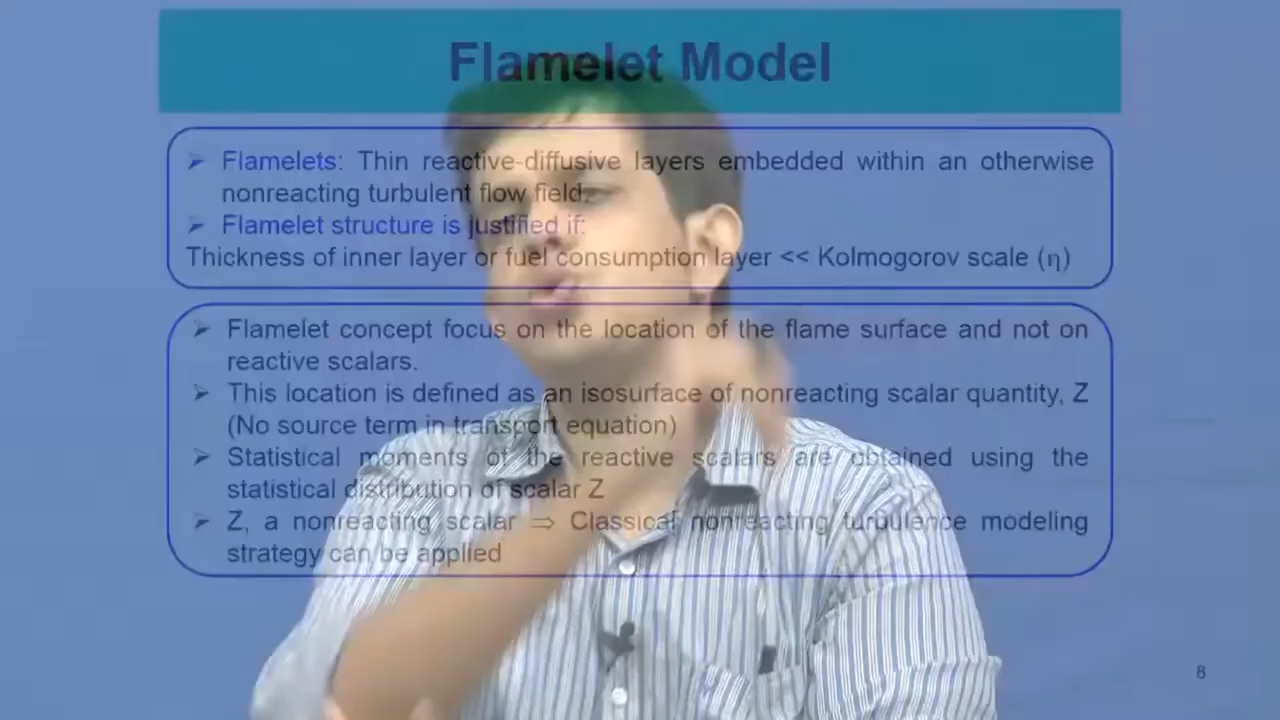 Flamelet Model
➢ Flamelets: Thin reactive-diffusive layers embedded within an otherwise
nonreacting turbulent flow field.
➢ Flamelet structure is justified if:
Thickness of inner layer or fuel consumption layer << Kolmogorov scale (η)
➢ Flamelet concept focus on the location of the flame surface and not on
reactive scalars.
➢ This location is defined as an isosurface of nonreacting scalar quantity, Z
(No source term in transport equation)
➢ Statistical moments of the reactive scalars are obtained using the
statistical distribution of scalar Z
➢ Z, a nonreacting scalar ⇒ Classical nonreacting turbulence modeling
strategy can be applied
8